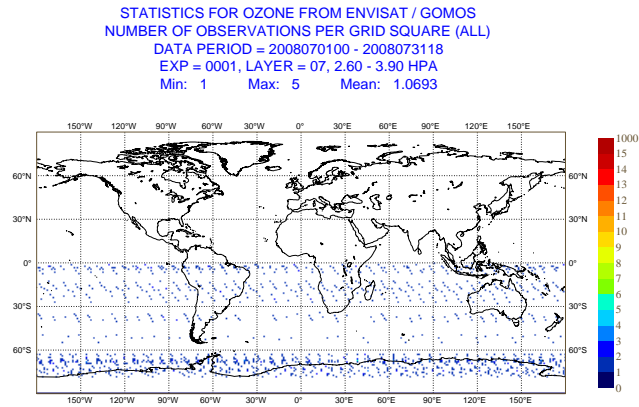 STATISTICS FOR OZONE FROM ENVISAT / GOMOS
NUMBER OF OBSERVATIONS PER GRID SQUARE (ALL)
DATA PERIOD = 2008070100 - 2008073118
EXP = 0001, LAYER = 07, 2.60 - 3.90 HPA
Min: 1 Max: 5 Mean: 1.0693
150°W 120°W 90°W 60°W 30°W 0° 30°E 60°E 90°E 120°E 150°E
60°N 60°N
30°N 30°N
0° 0°
30°S 30°S
60°S 60°S
150°W 120°W 90°W 60°W 30°W 0° 30°E 60°E 90°E 120°E 150°E
1000
15
14
13
12
11
10
9
8
7
6
5
4
3
2
1
0